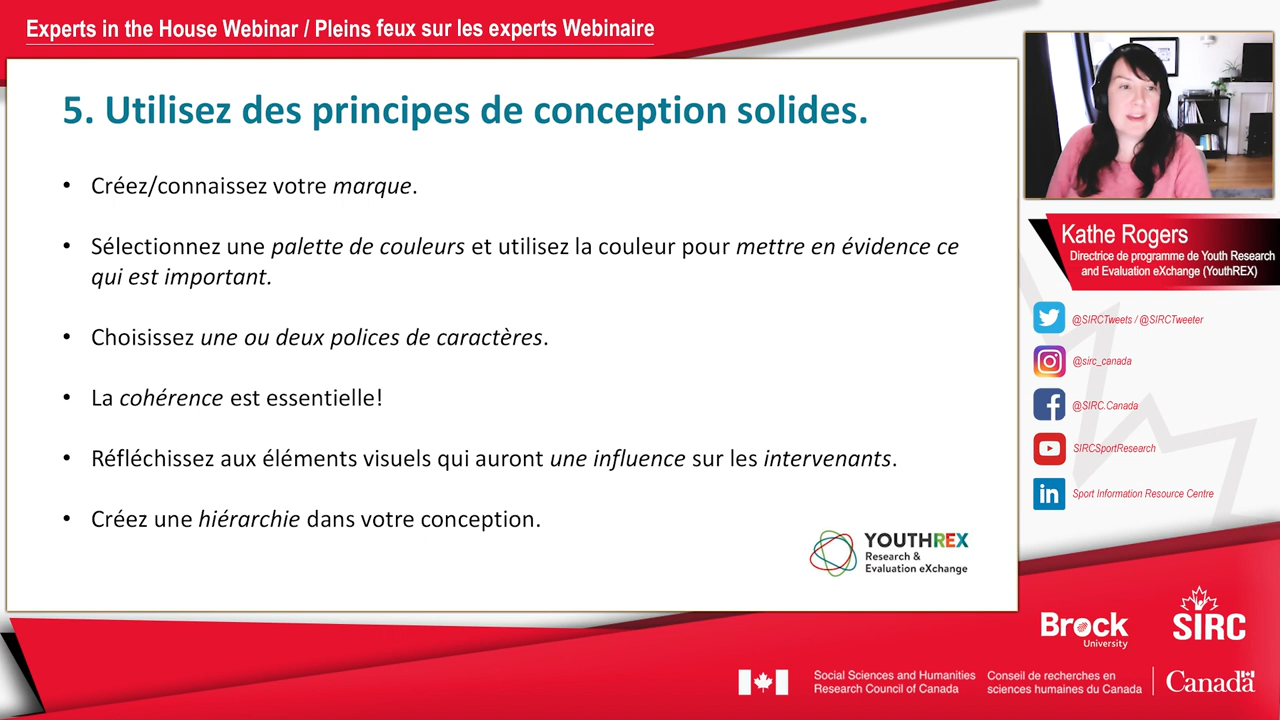 Experts in the House Webinar / Pleins feux sur les experts Webinaire
5. Utilisez des principes de conception solides.
• Créez/connaissez votre marque.
• Sélectionnez une palette de couleurs et utilisez la couleur pour mettre en évidence ce
qui est important.
• Choisissez une ou deux polices de caractères.
• La cohérence est essentielle!
• Réfléchissez aux éléments visuels qui auront une influence sur les intervenants.
• Créez une hiérarchie dans votre conception.
YOUTHREX
Research &
Evaluation eXchange
Kathe Rogers
Directrice de programme de Youth Research
and Evaluation eXchange (YouthREX)
@SIRCTweets / @SIRCTweeter
@sirc_canada
@SIRC.Canada
SIRCSportResearch
Sport Information Resource Centre
Brock
University
SIRC
Social Sciences and Humanities
Research Council of Canada
Conseil de recherches en
sciences humaines du Canada
Canada